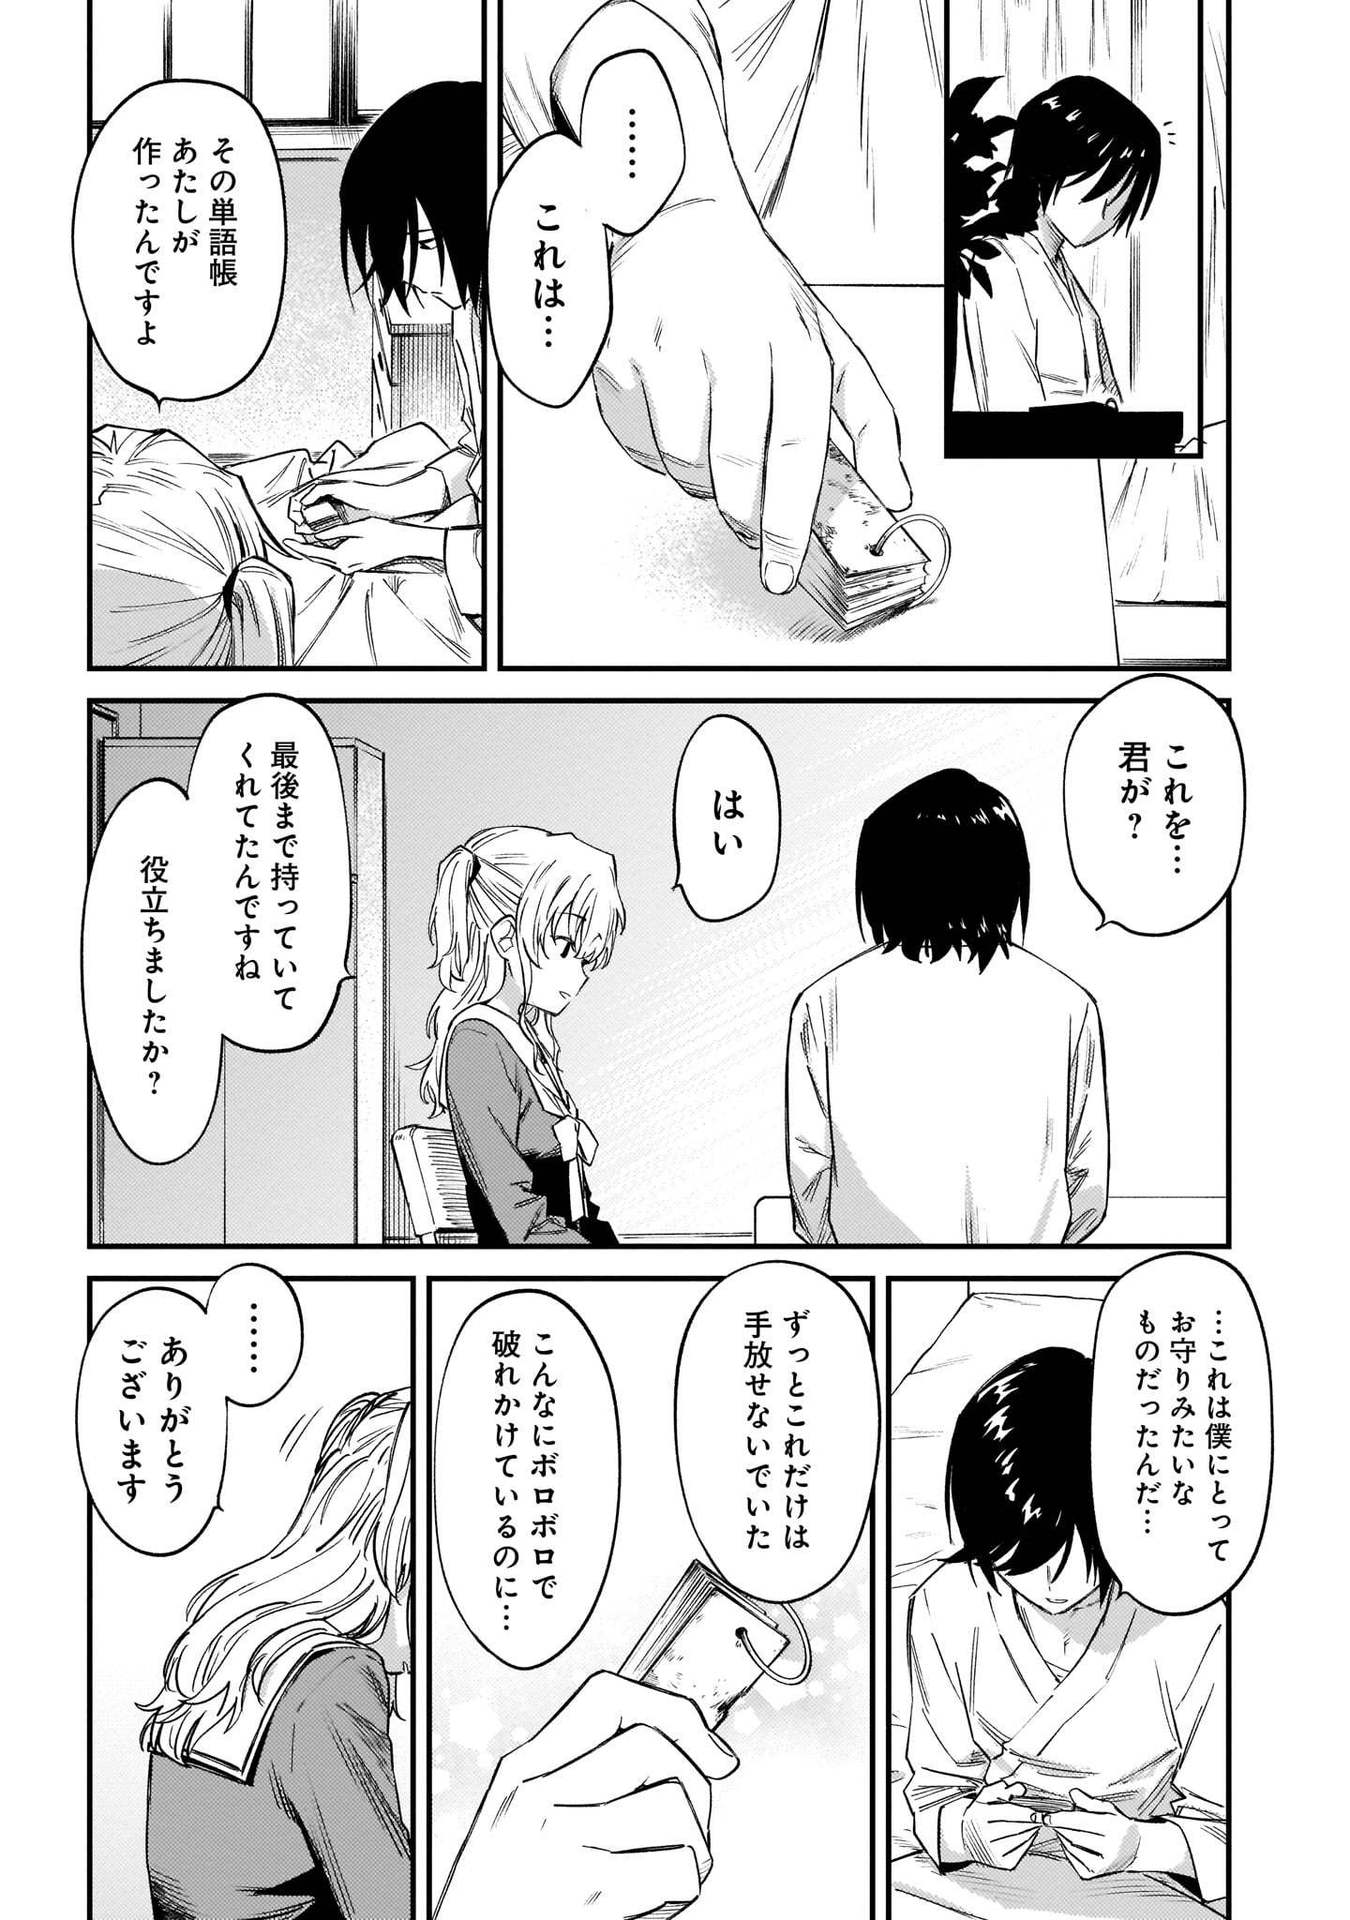 ……
これは…
その単語帳
あたしが
作ったんですよ
これを…
君が?
はい
最後まで持っていて
くれてたんですね
役立ちましたか?
…これは僕にとって
お守りみたいな
ものだったんだ…
ずっとこれだけは
手放せないでいた
こんなにボロボロで
破れかけているのに…
……
ありがとう
ございます